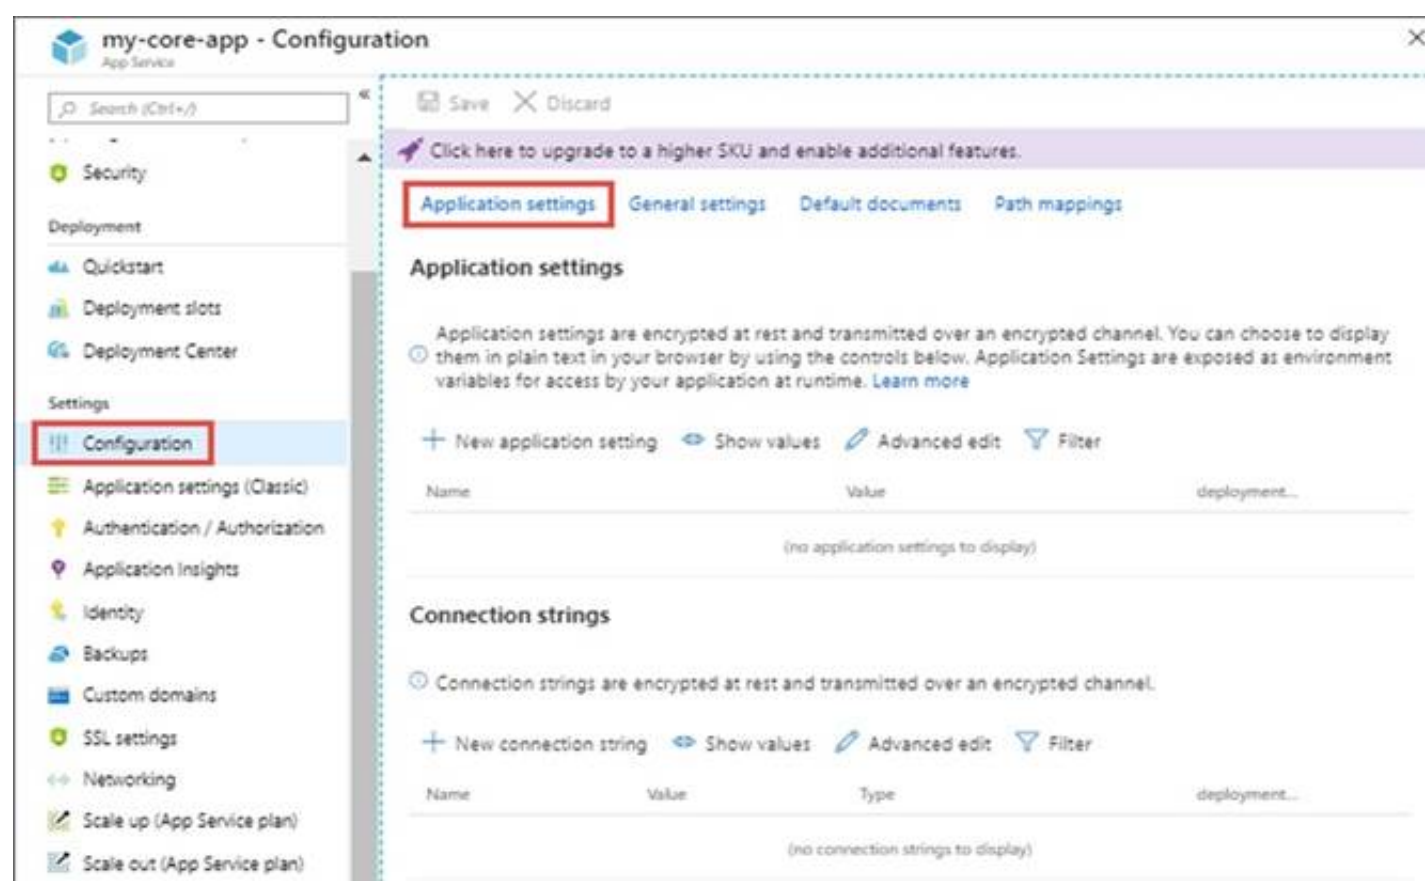 my-core-app - Configuration
App Service
Search (Ctrl+/)
Security
Deployment
Quickstart
Deployment slots
Deployment Center
Settings
Configuration
Application settings (Classic)
Authentication / Authorization
Application Insights
Identity
Backups
Custom domains
SSL settings
Networking
Scale up (App Service plan)
Scale out (App Service plan)
Save Discard
Click here to upgrade to a higher SKU and enable additional features.
Application settings General settings Default documents Path mappings
Application settings
Application settings are encrypted at rest and transmitted over an encrypted channel. You can choose to display
them in plain text in your browser by using the controls below. Application Settings are exposed as environment
variables for access by your application at runtime. Learn more
New application setting Show values Advanced edit Filter
Name Value deployment...
(no application settings to display)
Connection strings
Connection strings are encrypted at rest and transmitted over an encrypted channel.
New connection string Show values Advanced edit Filter
Name Value Type deployment...
(no connection strings to display)